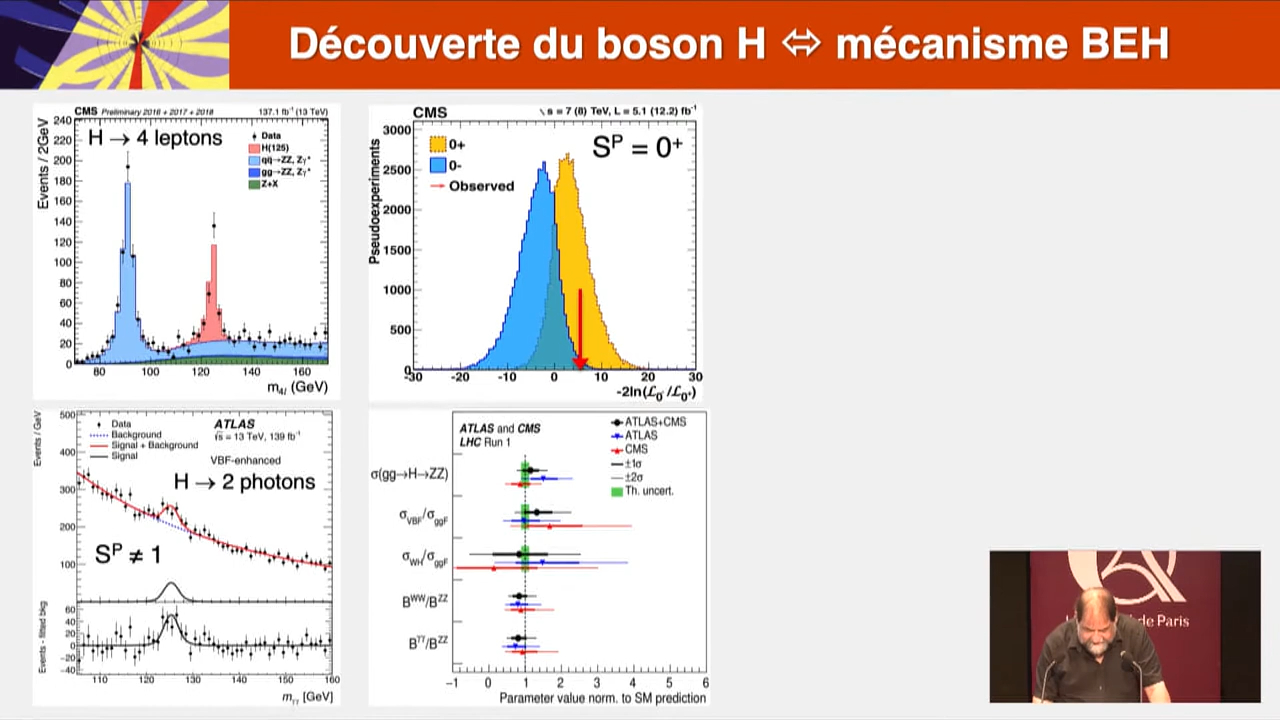 Découverte du boson H ⇔ mécanisme BEH
CMS Preliminary 2016 + 2017 + 2018 137.1 fb⁻¹ (13 TeV)
H → 4 leptons
Events / 2GeV
Data
H(125)
qq̄→ZZ, Zγ*
gg→ZZ, Zγ*
Z+X
240
220
200
180
160
140
120
100
80
60
40
20
0
80 100 120 140 160
m4l (GeV)
CMS √s = 7 (8) TeV, L = 5.1 (12.2) fb⁻¹
Sᴾ = 0⁺
Pseudoexperiments
0+
0-
Observed
3000
2500
2000
1500
1000
500
0
-30 -20 -10 0 10 20 30
-2ln(ℒ0-/ℒ0+)
Events / GeV
Data
Background
Signal + Background
Signal
ATLAS
√s = 13 TeV, 139 fb⁻¹
VBF-enhanced
H → 2 photons
Sᴾ ≠ 1
500
400
300
200
100
Events - fitted bkg
60
40
20
0
-20
-40
110 120 130 140 150 160
mγγ [GeV]
ATLAS and CMS
LHC Run 1
ATLAS+CMS
ATLAS
CMS
±1σ
±2σ
Th. uncert.
σ(gg→H→ZZ)
σVBF/σggF
σWH/σggF
Bᵂᵂ/Bᶻᶻ
Bᵞᵞ/Bᶻᶻ
−1 0 1 2 3 4 5 6
Parameter value norm. to SM prediction
de Paris